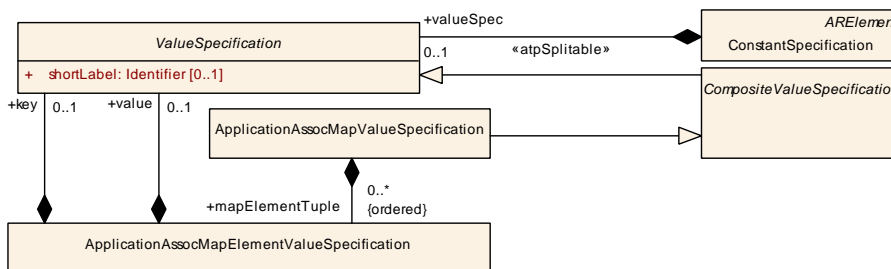 +valueSpec
ARElemen
ValueSpecification
ConstantSpecification
0..1
«atpSplitable»
+ shortLabel: Identifier [0..1]
CompositeValueSpecification
+key
0..1
+value
0..1
ApplicationAssocMapValueSpecification
0..*
+mapElementTuple
{ordered}
ApplicationAssocMapElementValueSpecification